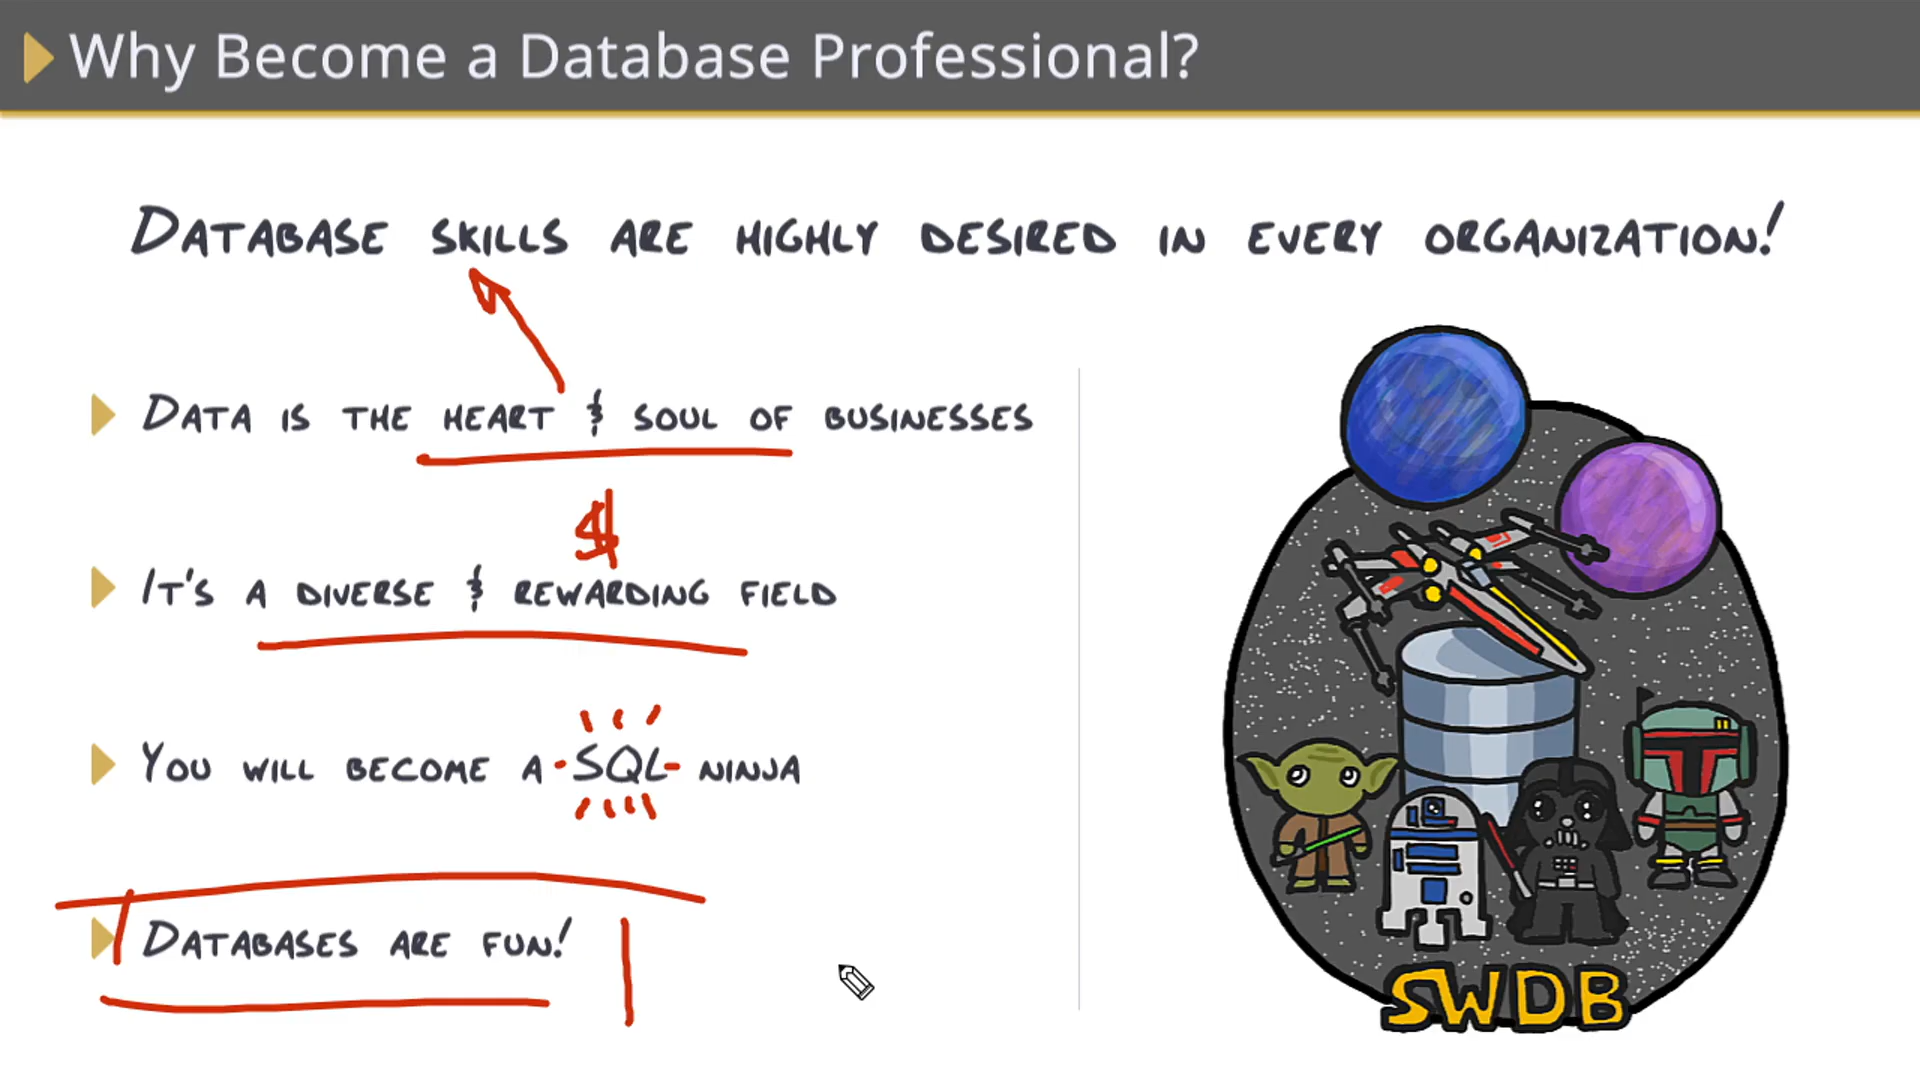 Why Become a Database Professional?
DATABASE SKILLS ARE HIGHLY DESIRED IN EVERY ORGANIZATION!
DATA IS THE HEART & SOUL OF BUSINESSES
$
IT'S A DIVERSE & REWARDING FIELD
YOU WILL BECOME A SQL NINJA
DATABASES ARE FUN!
SWDB